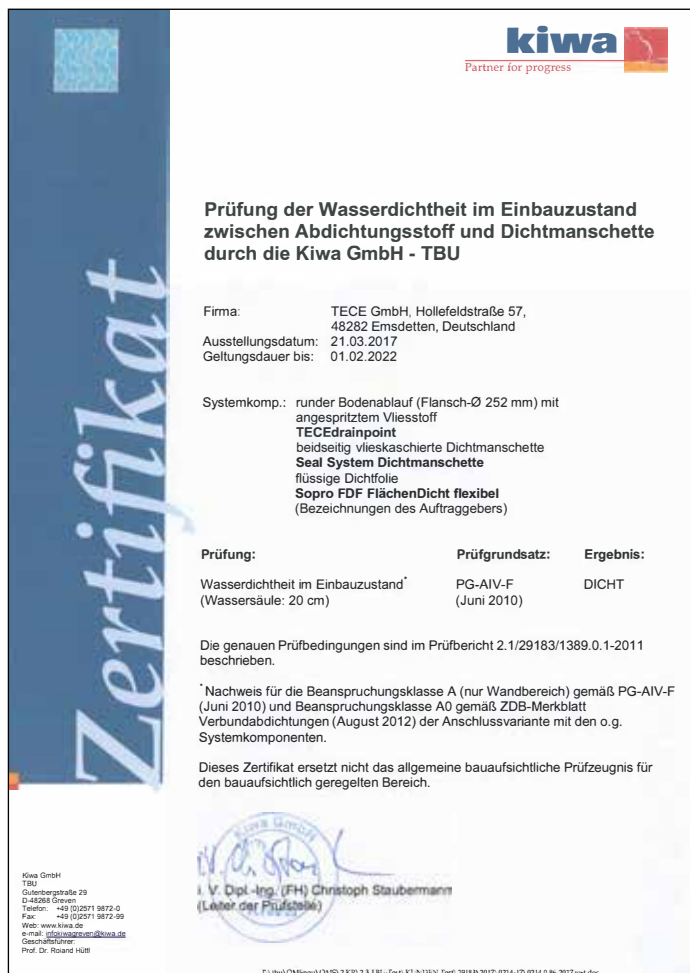 kiwa
Partner for progress
Zertifikat
Prüfung der Wasserdichtheit im Einbauzustand
zwischen Abdichtungsstoff und Dichtmanschette
durch die Kiwa GmbH - TBU
Firma: TECE GmbH, Hollefeldstraße 57,
48282 Emsdetten, Deutschland
Ausstellungsdatum: 21.03.2017
Geltungsdauer bis: 01.02.2022
Systemkomp.: runder Bodenablauf (Flansch-Ø 252 mm) mit
angespritztem Vliesstoff
TECEdrainpoint
beidseitig vlieskaschierte Dichtmanschette
Seal System Dichtmanschette
flüssige Dichtfolie
Sopro FDF FlächenDicht flexibel
(Bezeichnungen des Auftraggebers)
Prüfung: Prüfgrundsatz: Ergebnis:
Wasserdichtheit im Einbauzustand* PG-AIV-F DICHT
(Wassersäule: 20 cm) (Juni 2010)
Die genauen Prüfbedingungen sind im Prüfbericht 2.1/29183/1389.0.1-2011
beschrieben.
*Nachweis für die Beanspruchungsklasse A (nur Wandbereich) gemäß PG-AIV-F
(Juni 2010) und Beanspruchungsklasse A0 gemäß ZDB-Merkblatt
Verbundabdichtungen (August 2012) der Anschlussvariante mit den o.g.
Systemkomponenten.
Dieses Zertifikat ersetzt nicht das allgemeine bauaufsichtliche Prüfzeugnis für
den bauaufsichtlich geregelten Bereich.
Kiwa GmbH
i. V. Dipl.-Ing. (FH) Christoph Staubermann
(Leiter der Prüfstelle)
Kiwa GmbH
TBU
Gutenbergstraße 29
D-48268 Greven
Telefon: +49 (0)2571 9872-0
Fax: +49 (0)2571 9872-99
Web: www.kiwa.de
e-mail: infokiwagreven@kiwa.de
Geschäftsführer:
Prof. Dr. Roland Hüttl